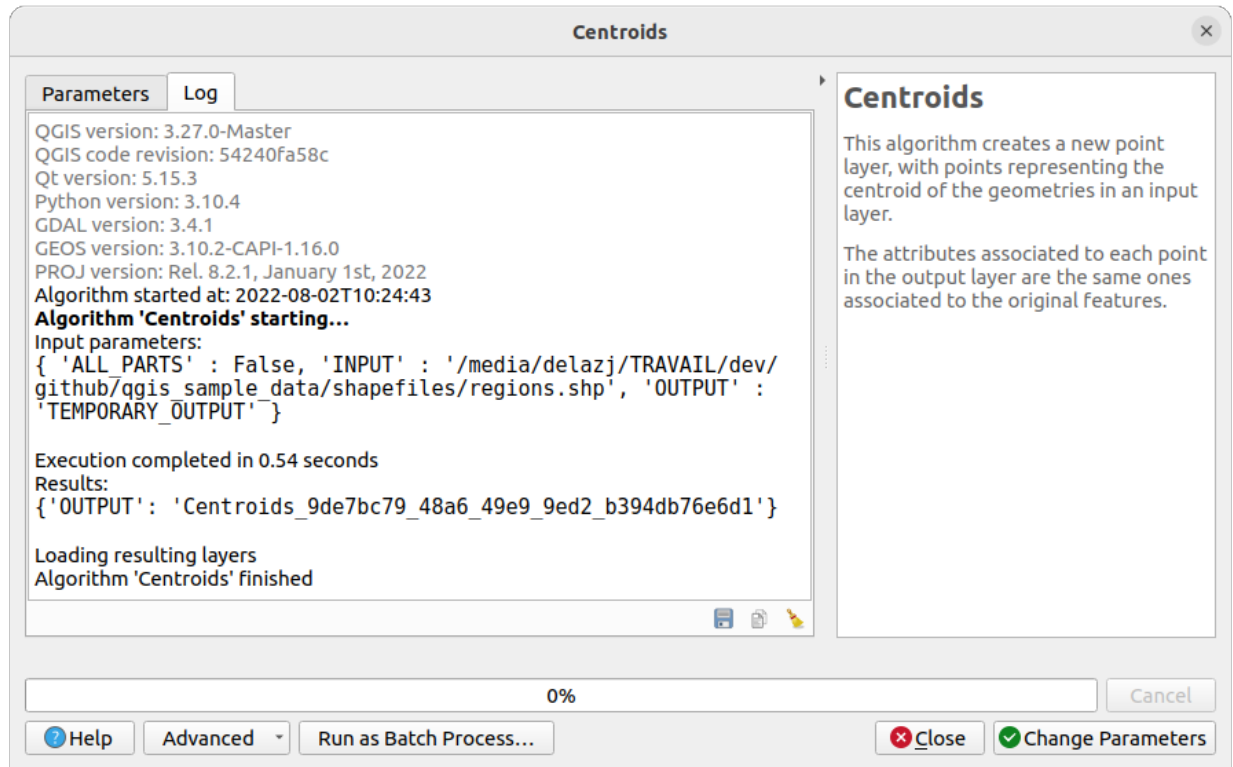 Centroids
Parameters Log
QGIS version: 3.27.0-Master
QGIS code revision: 54240fa58c
Qt version: 5.15.3
Python version: 3.10.4
GDAL version: 3.4.1
GEOS version: 3.10.2-CAPI-1.16.0
PROJ version: Rel. 8.2.1, January 1st, 2022
Algorithm started at: 2022-08-02T10:24:43
Algorithm 'Centroids' starting…
Input parameters:
{ 'ALL_PARTS' : False, 'INPUT' : '/media/delazj/TRAVAIL/dev/
github/qgis_sample_data/shapefiles/regions.shp', 'OUTPUT' :
'TEMPORARY_OUTPUT' }
Execution completed in 0.54 seconds
Results:
{'OUTPUT': 'Centroids_9de7bc79_48a6_49e9_9ed2_b394db76e6d1'}
Loading resulting layers
Algorithm 'Centroids' finished
Centroids
This algorithm creates a new point
layer, with points representing the
centroid of the geometries in an input
layer.
The attributes associated to each point
in the output layer are the same ones
associated to the original features.
0%
Cancel
Help
Advanced
Run as Batch Process…
Close
Change Parameters